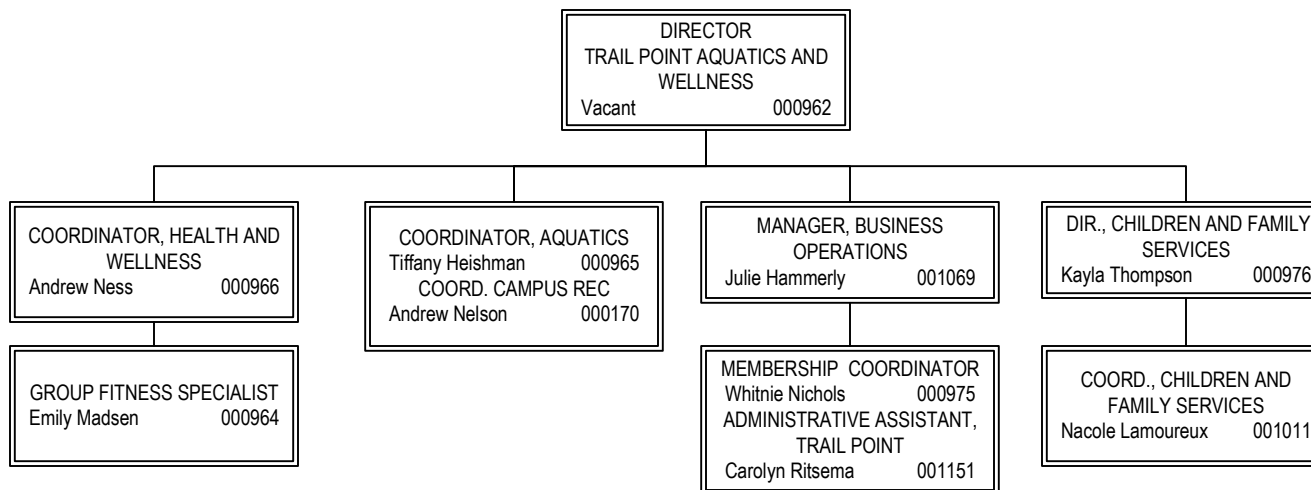 DIRECTOR
TRAIL POINT AQUATICS AND
WELLNESS
Vacant 000962
COORDINATOR, HEALTH AND
WELLNESS
Andrew Ness 000966
COORDINATOR, AQUATICS
Tiffany Heishman 000965
COORD. CAMPUS REC
Andrew Nelson 000170
MANAGER, BUSINESS
OPERATIONS
Julie Hammerly 001069
DIR., CHILDREN AND FAMILY
SERVICES
Kayla Thompson 000976
GROUP FITNESS SPECIALIST
Emily Madsen 000964
MEMBERSHIP COORDINATOR
Whitnie Nichols 000975
ADMINISTRATIVE ASSISTANT,
TRAIL POINT
Carolyn Ritsema 001151
COORD., CHILDREN AND
FAMILY SERVICES
Nacole Lamoureux 001011